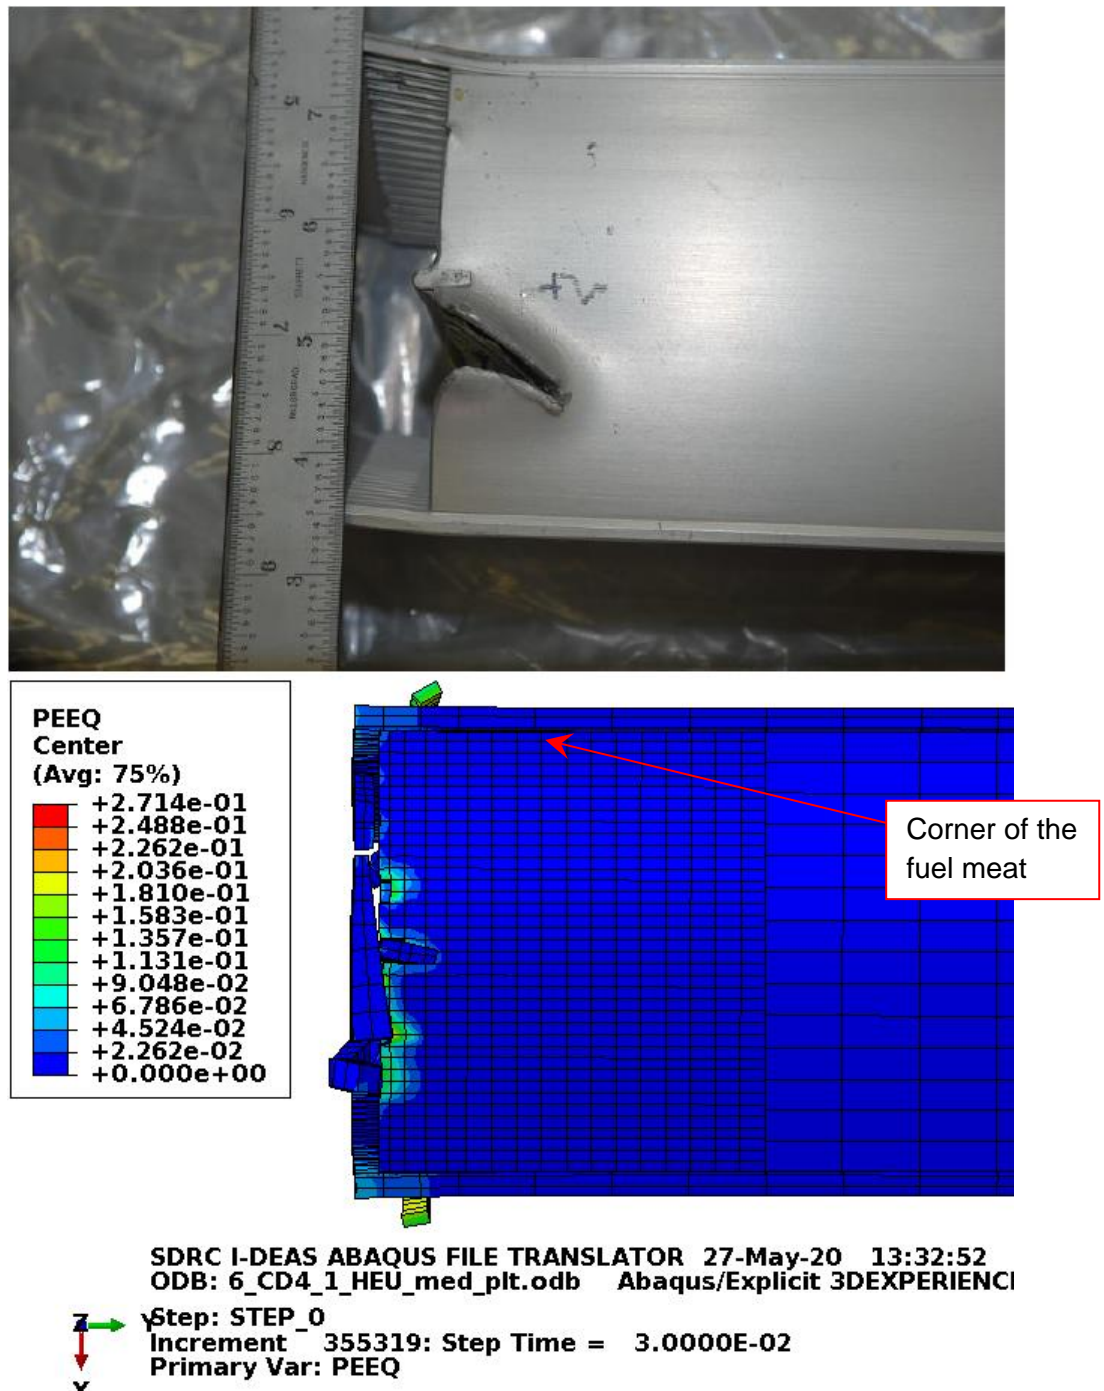 PEEQ
Center
(Avg: 75%)
+2.714e-01
+2.488e-01
+2.262e-01
+2.036e-01
+1.810e-01
+1.583e-01
+1.357e-01
+1.131e-01
+9.048e-02
+6.786e-02
+4.524e-02
+2.262e-02
+0.000e+00
Corner of the
fuel meat
SDRC I-DEAS ABAQUS FILE TRANSLATOR 27-May-20 13:32:52
ODB: 6_CD4_1_HEU_med_plt.odb Abaqus/Explicit 3DEXPERIENC
Step: STEP_0
Increment 355319: Step Time = 3.0000E-02
Primary Var: PEEQ
Z
Y
X